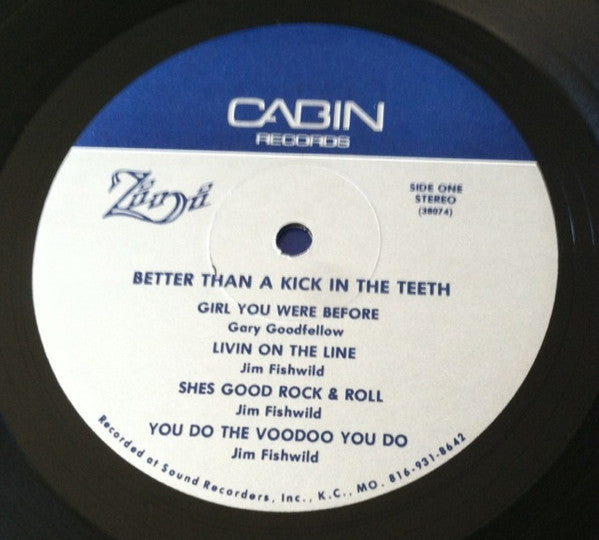 CABIN
RECORDS
SIDE ONE
STEREO
(38074)
BETTER THAN A KICK IN THE TEETH
GIRL YOU WERE BEFORE
Gary Goodfellow
LIVIN ON THE LINE
Jim Fishwild
SHES GOOD ROCK & ROLL
Jim Fishwild
YOU DO THE VOODOO YOU DO
Jim Fishwild
Recorded at Sound Recorders, Inc., K.C., MO. 816-931-8642